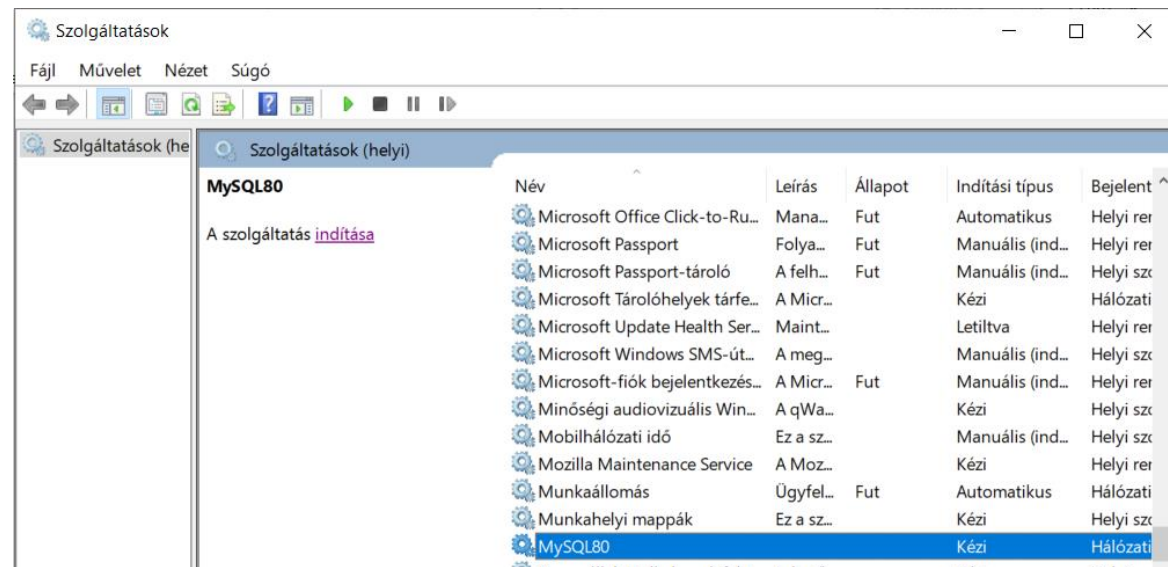 Szolgáltatások
Fájl Művelet Nézet Súgó
Szolgáltatások (he
Szolgáltatások (helyi)
MySQL80
A szolgáltatás indítása
Név Leírás Állapot Indítási típus Bejelent
Microsoft Office Click-to-Ru... Mana... Fut Automatikus Helyi rer
Microsoft Passport Folya... Fut Manuális (ind... Helyi rer
Microsoft Passport-tároló A felh... Fut Manuális (ind... Helyi szo
Microsoft Tárolóhelyek tárfe... A Micr... Kézi Hálózati
Microsoft Update Health Ser... Maint... Letiltva Helyi rer
Microsoft Windows SMS-út... A meg... Manuális (ind... Helyi szo
Microsoft-fiók bejelentkezés... A Micr... Fut Manuális (ind... Helyi rer
Minőségi audiovizuális Win... A qWa... Kézi Helyi szo
Mobilhálózati idő Ez a sz... Manuális (ind... Helyi szo
Mozilla Maintenance Service A Moz... Kézi Helyi rer
Munkaállomás Ügyfel... Fut Automatikus Hálózati
Munkahelyi mappák Ez a sz... Kézi Helyi szo
MySQL80 Kézi Hálózati